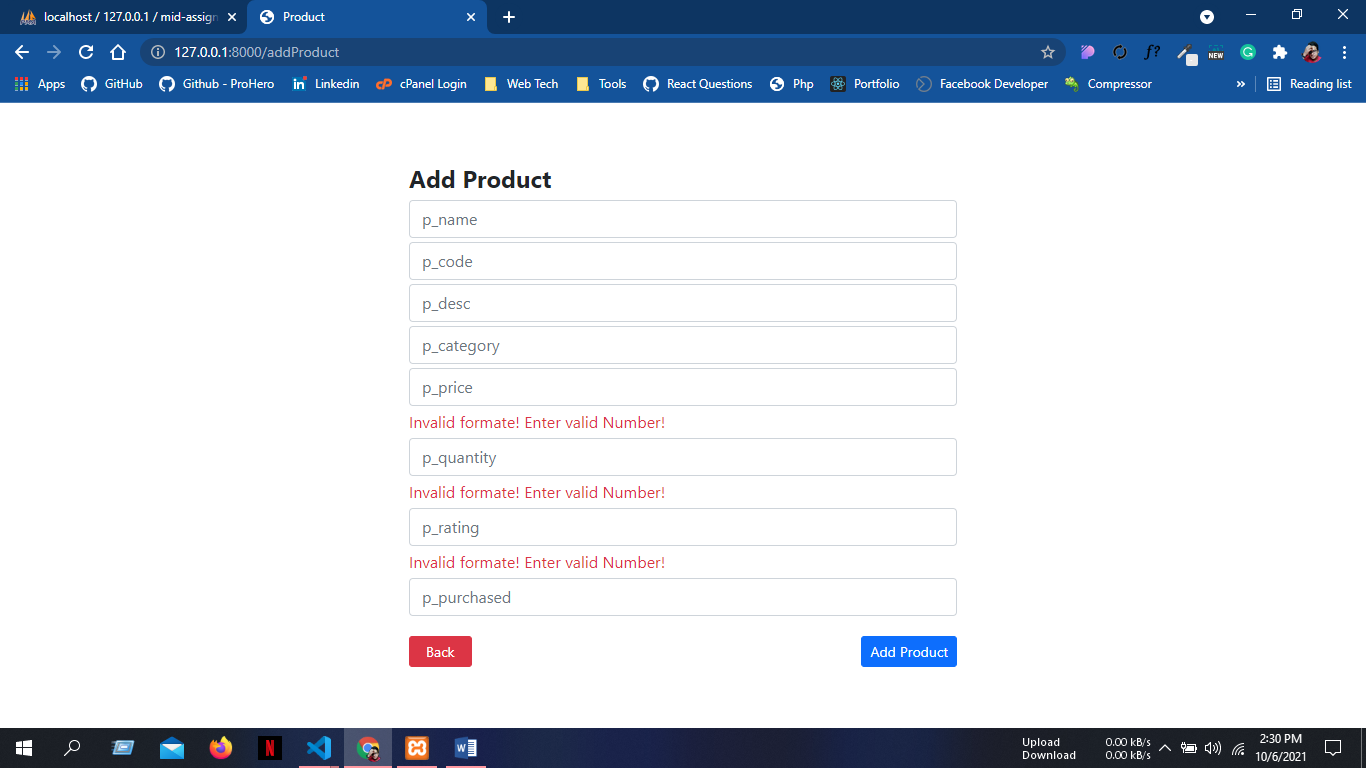 localhost / 127.0.0.1 / mid-assign
Product
127.0.0.1:8000/addProduct
f?
NEW
Apps
GitHub
Github - ProHero
Linkedin
cPanel Login
Web Tech
Tools
React Questions
Php
Portfolio
Facebook Developer
Compressor
»
Reading list
Add Product
p_name
p_code
p_desc
p_category
p_price
Invalid formate! Enter valid Number!
p_quantity
Invalid formate! Enter valid Number!
p_rating
Invalid formate! Enter valid Number!
p_purchased
Back
Add Product
Upload 0.00 kB/s
Download 0.00 kB/s
2:30 PM
10/6/2021